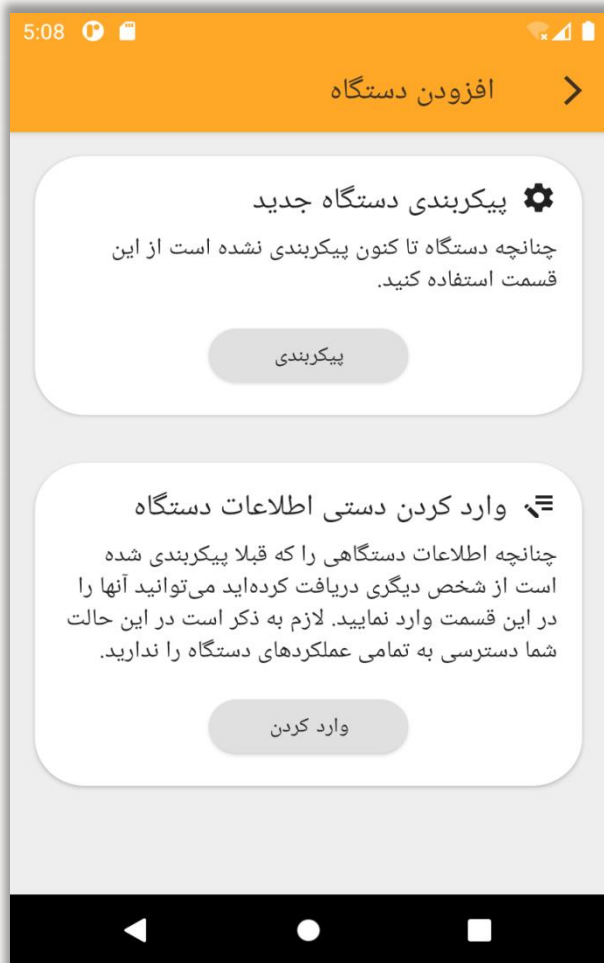 5:08
افزودن دستگاه
پیکربندی دستگاه جدید
چنانچه دستگاه تا کنون پیکربندی نشده است از این
قسمت استفاده کنید.
پیکربندی
وارد کردن دستی اطلاعات دستگاه
چنانچه اطلاعات دستگاهی را که قبلا پیکربندی شده
است از شخص دیگری دریافت کرده‌اید می‌توانید آنها را
در این قسمت وارد نمایید. لازم به ذکر است در این حالت
شما دسترسی به تمامی عملکردهای دستگاه را ندارید.
وارد کردن